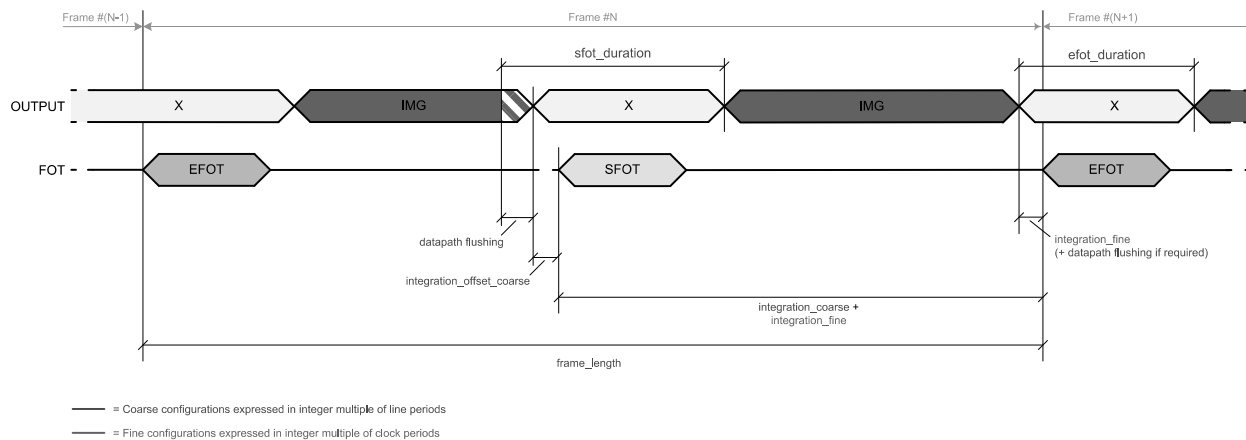 Frame #(N-1)
Frame #N
Frame #(N+1)
sfot_duration
efot_duration
OUTPUT
X
IMG
X
IMG
X
FOT
EFOT
SFOT
EFOT
datapath flushing
integration_fine
(+ datapath flushing if required)
integration_offset_coarse
integration_coarse +
integration_fine
frame_length
= Coarse configurations expressed in integer multiple of line periods
= Fine configurations expressed in integer multiple of clock periods